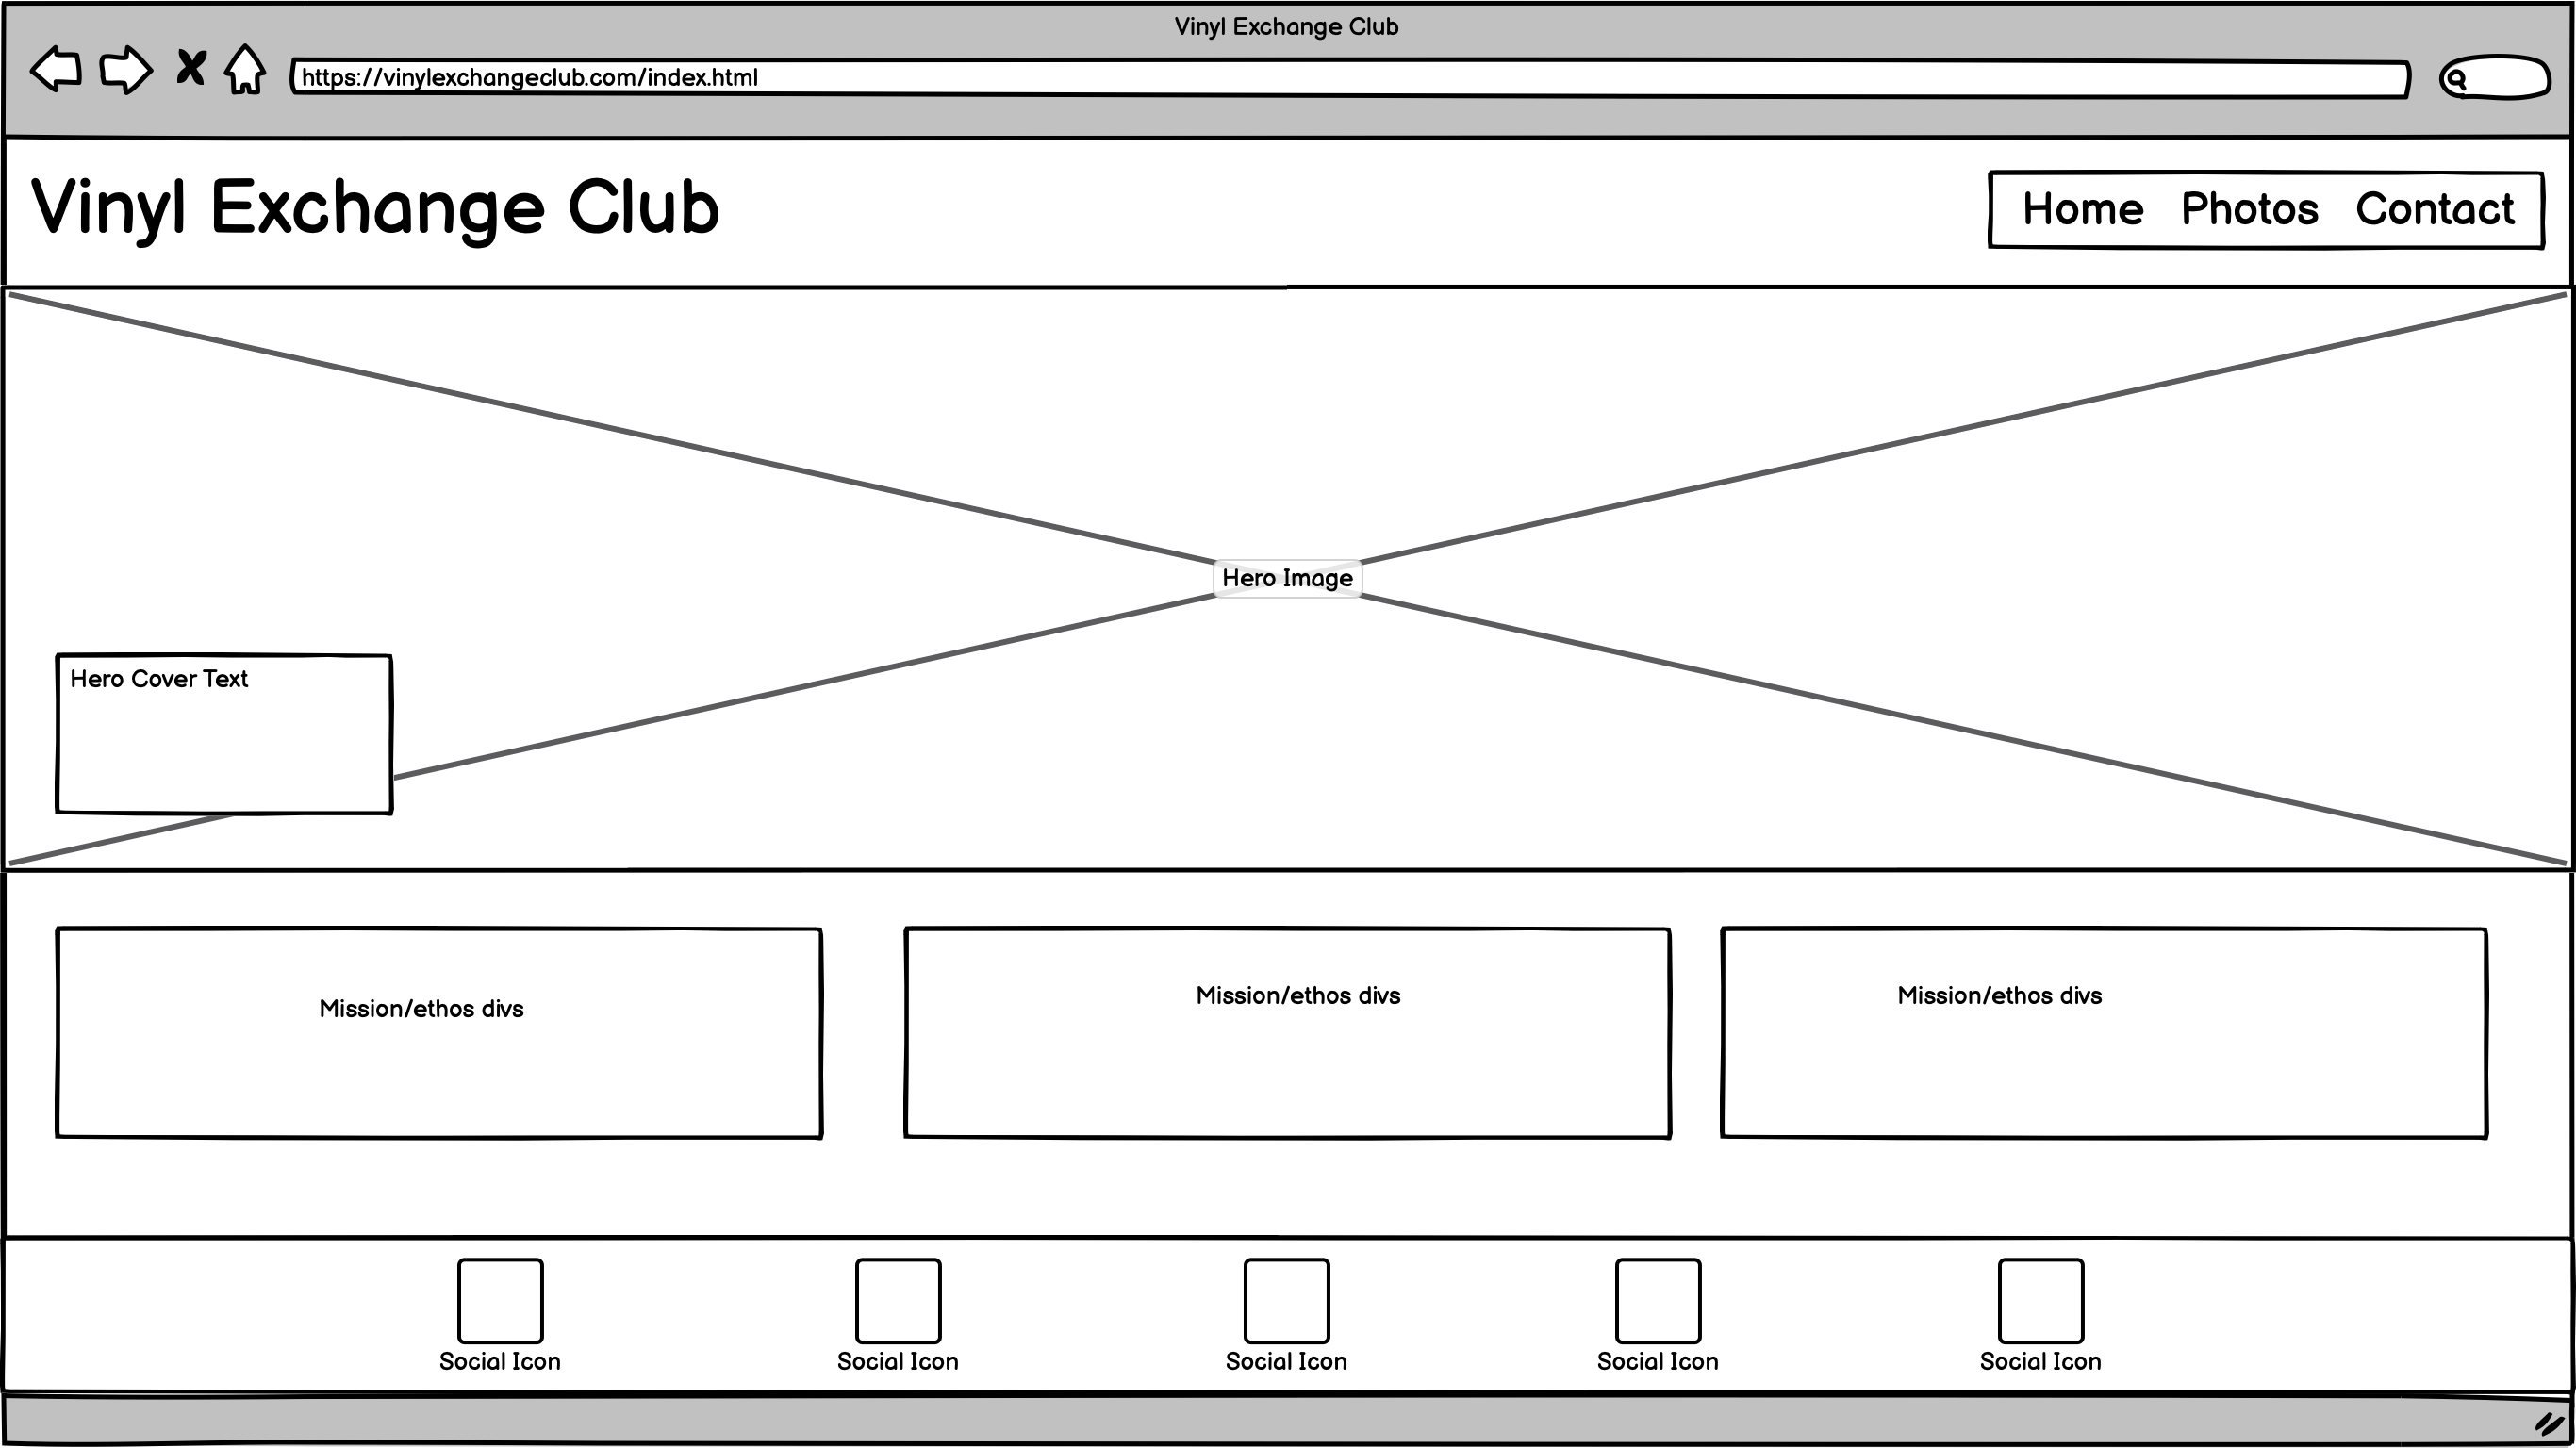 Vinyl Exchange Club
https://vinylexchangeclub.com/index.html
Vinyl Exchange Club
Home Photos Contact
Hero Image
Hero Cover Text
Mission/ethos divs
Mission/ethos divs
Mission/ethos divs
Social Icon
Social Icon
Social Icon
Social Icon
Social Icon